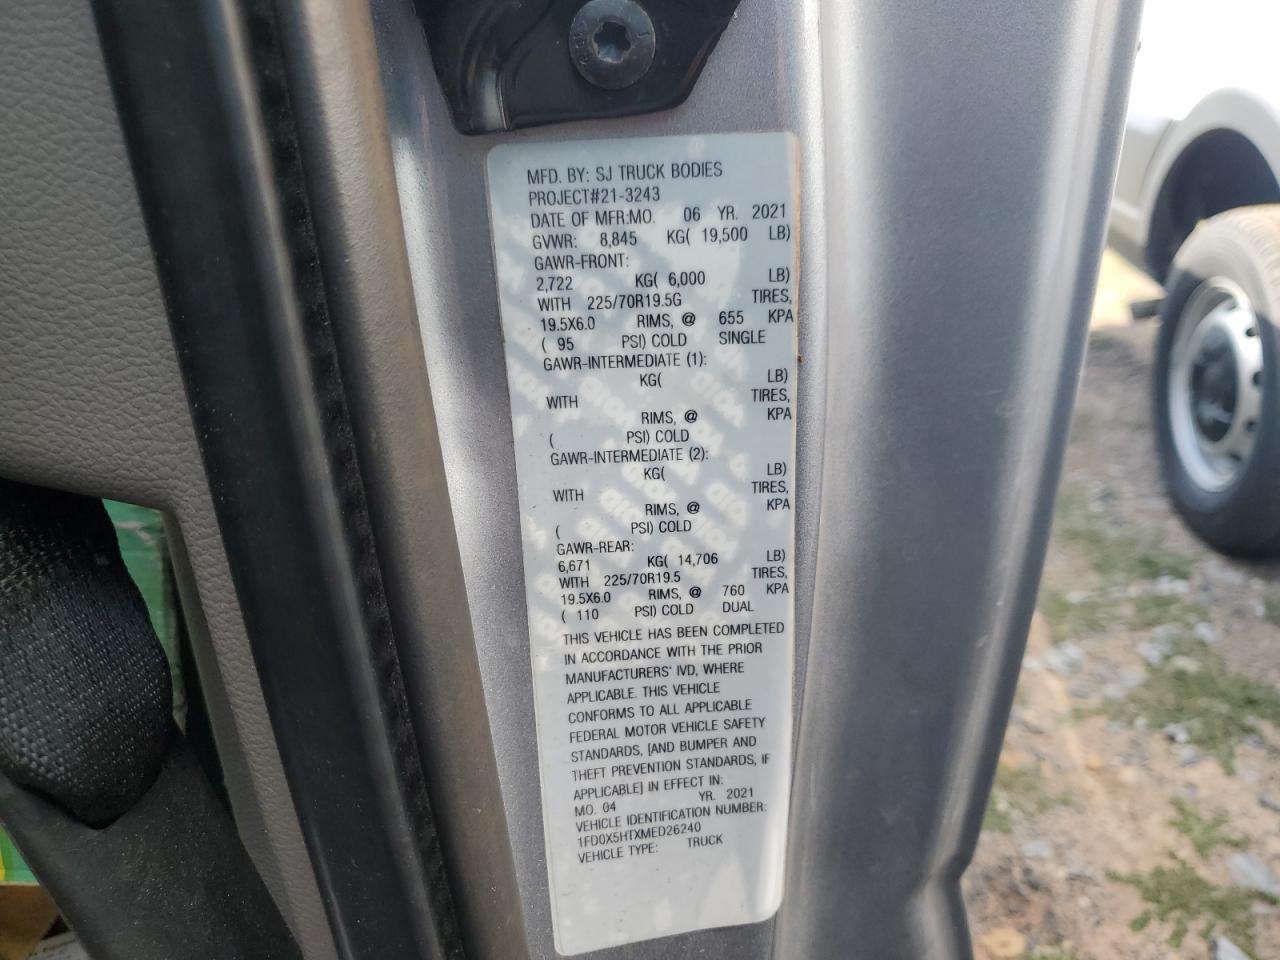 MFD. BY: SJ TRUCK BODIES
PROJECT#21-3243
DATE OF MFR:MO. 06 YR. 2021
GVWR: 8,845 KG( 19,500 LB)
GAWR-FRONT:
2,722 KG( 6,000 LB)
WITH 225/70R19.5G TIRES,
19.5X6.0 RIMS, @ 655 KPA
( 95 PSI) COLD SINGLE
GAWR-INTERMEDIATE (1):
KG( LB)
WITH TIRES,
RIMS, @ KPA
( PSI) COLD
GAWR-INTERMEDIATE (2):
KG( LB)
WITH TIRES,
RIMS, @ KPA
( PSI) COLD
GAWR-REAR:
6,671 KG( 14,706 LB)
WITH 225/70R19.5 TIRES,
19.5X6.0 RIMS, @ 760 KPA
( 110 PSI) COLD DUAL
THIS VEHICLE HAS BEEN COMPLETED
IN ACCORDANCE WITH THE PRIOR
MANUFACTURERS' IVD, WHERE
APPLICABLE. THIS VEHICLE
CONFORMS TO ALL APPLICABLE
FEDERAL MOTOR VEHICLE SAFETY
STANDARDS, [AND BUMPER AND
THEFT PREVENTION STANDARDS, IF
APPLICABLE] IN EFFECT IN:
MO. 04 YR. 2021
VEHICLE IDENTIFICATION NUMBER:
1FD0X5HTXMED26240
VEHICLE TYPE: TRUCK